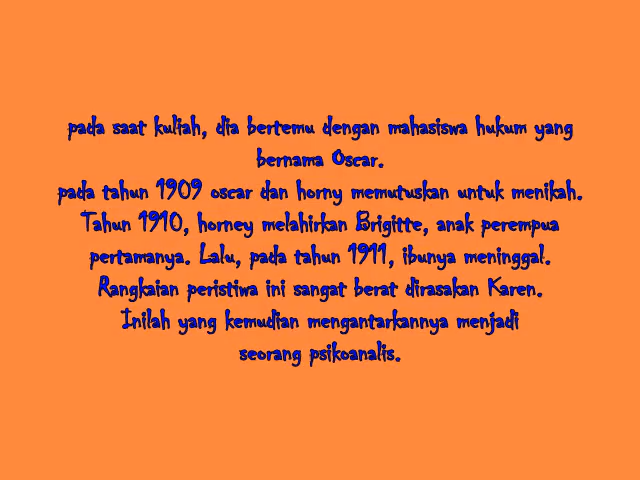 pada saat kuliah, dia bertemu dengan mahasiswa hukum yang
bernama Oscar.
pada tahun 1909 oscar dan horny memutuskan untuk menikah.
Tahun 1910, horney melahirkan Brigitte, anak perempua
pertamanya. Lalu, pada tahun 1911, ibunya meninggal.
Rangkaian peristiwa ini sangat berat dirasakan Karen.
Inilah yang kemudian mengantarkannya menjadi
seorang psikoanalis.